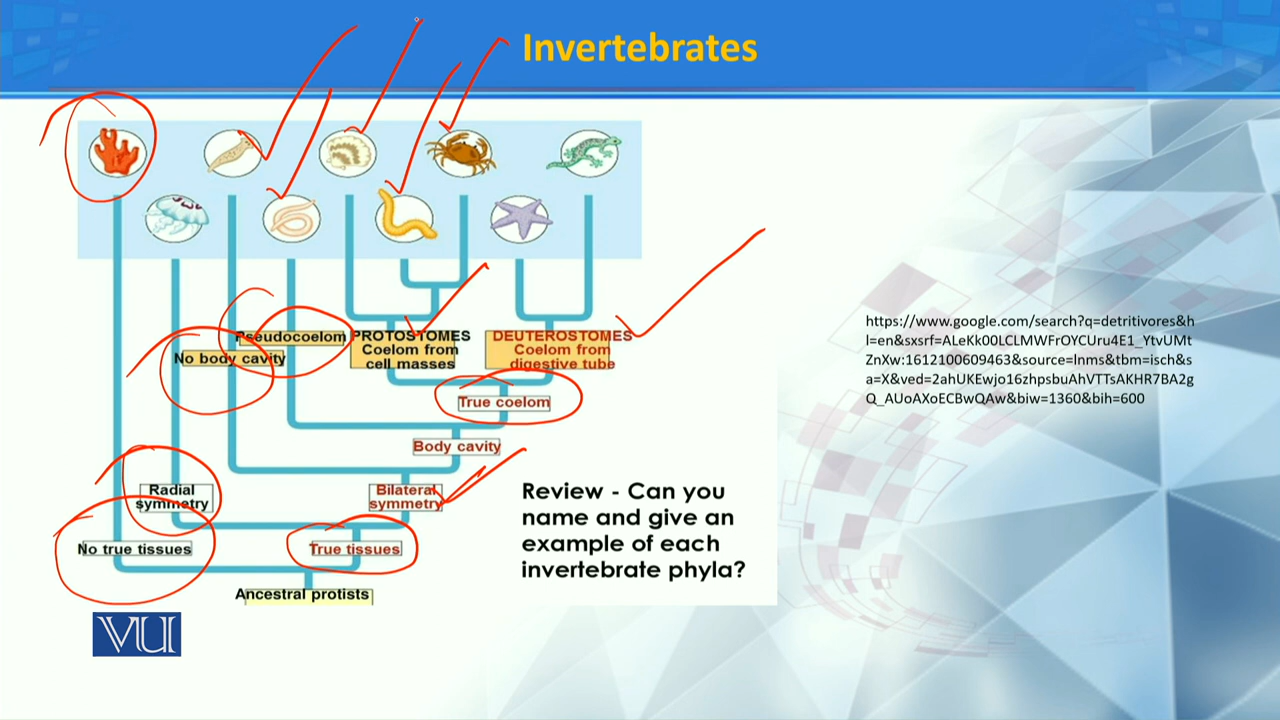 Invertebrates
Pseudocoelom
No body cavity
PROTOSTOMES
Coelom from
cell masses
DEUTEROSTOMES
Coelom from
digestive tube
True coelom
Body cavity
Radial
symmetry
Bilateral
symmetry
No true tissues
True tissues
Ancestral protists
Review - Can you
name and give an
example of each
invertebrate phyla?
https://www.google.com/search?q=detritivores&h
l=en&sxsrf=ALeKk00LCLMWFrOYCUru4E1_YtvUMt
ZnXw:1612100609463&source=lnms&tbm=isch&s
a=X&ved=2ahUKEwjo16zhpsbuAhVTTsAKHR7BA2g
Q_AUoAXoECBwQAw&biw=1360&bih=600
VU